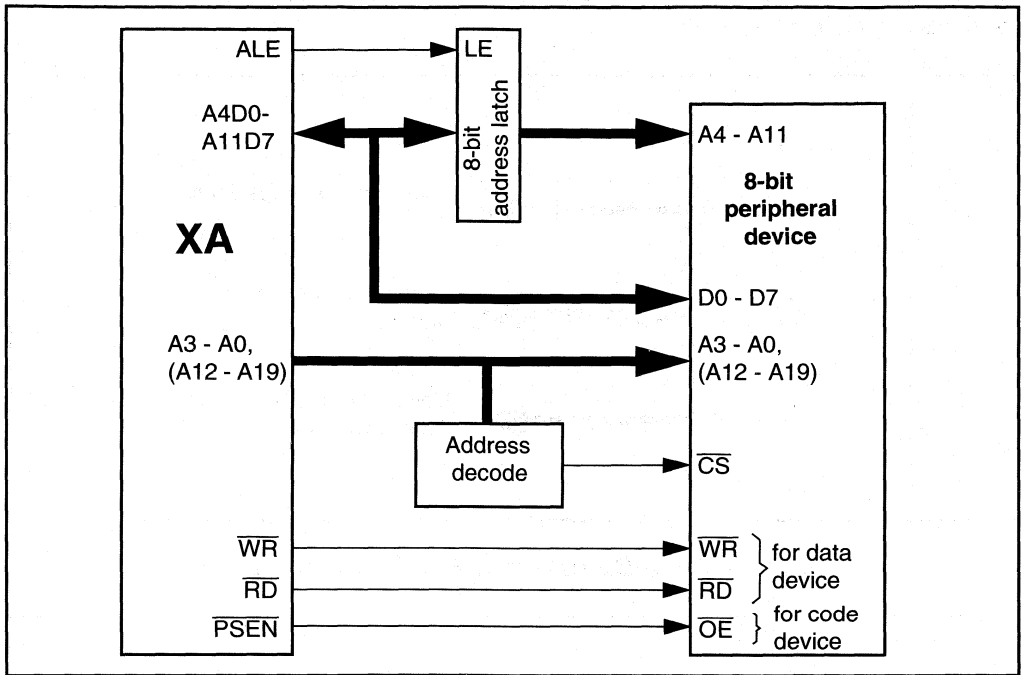 ALE
LE
A4D0-
A11D7
8-bit
address latch
A4 - A11
XA
8-bit
peripheral
device
D0 - D7
A3 - A0,
(A12 - A19)
A3 - A0,
(A12 - A19)
Address
decode
CS
WR
WR
for data
device
RD
RD
PSEN
OE
for code
device